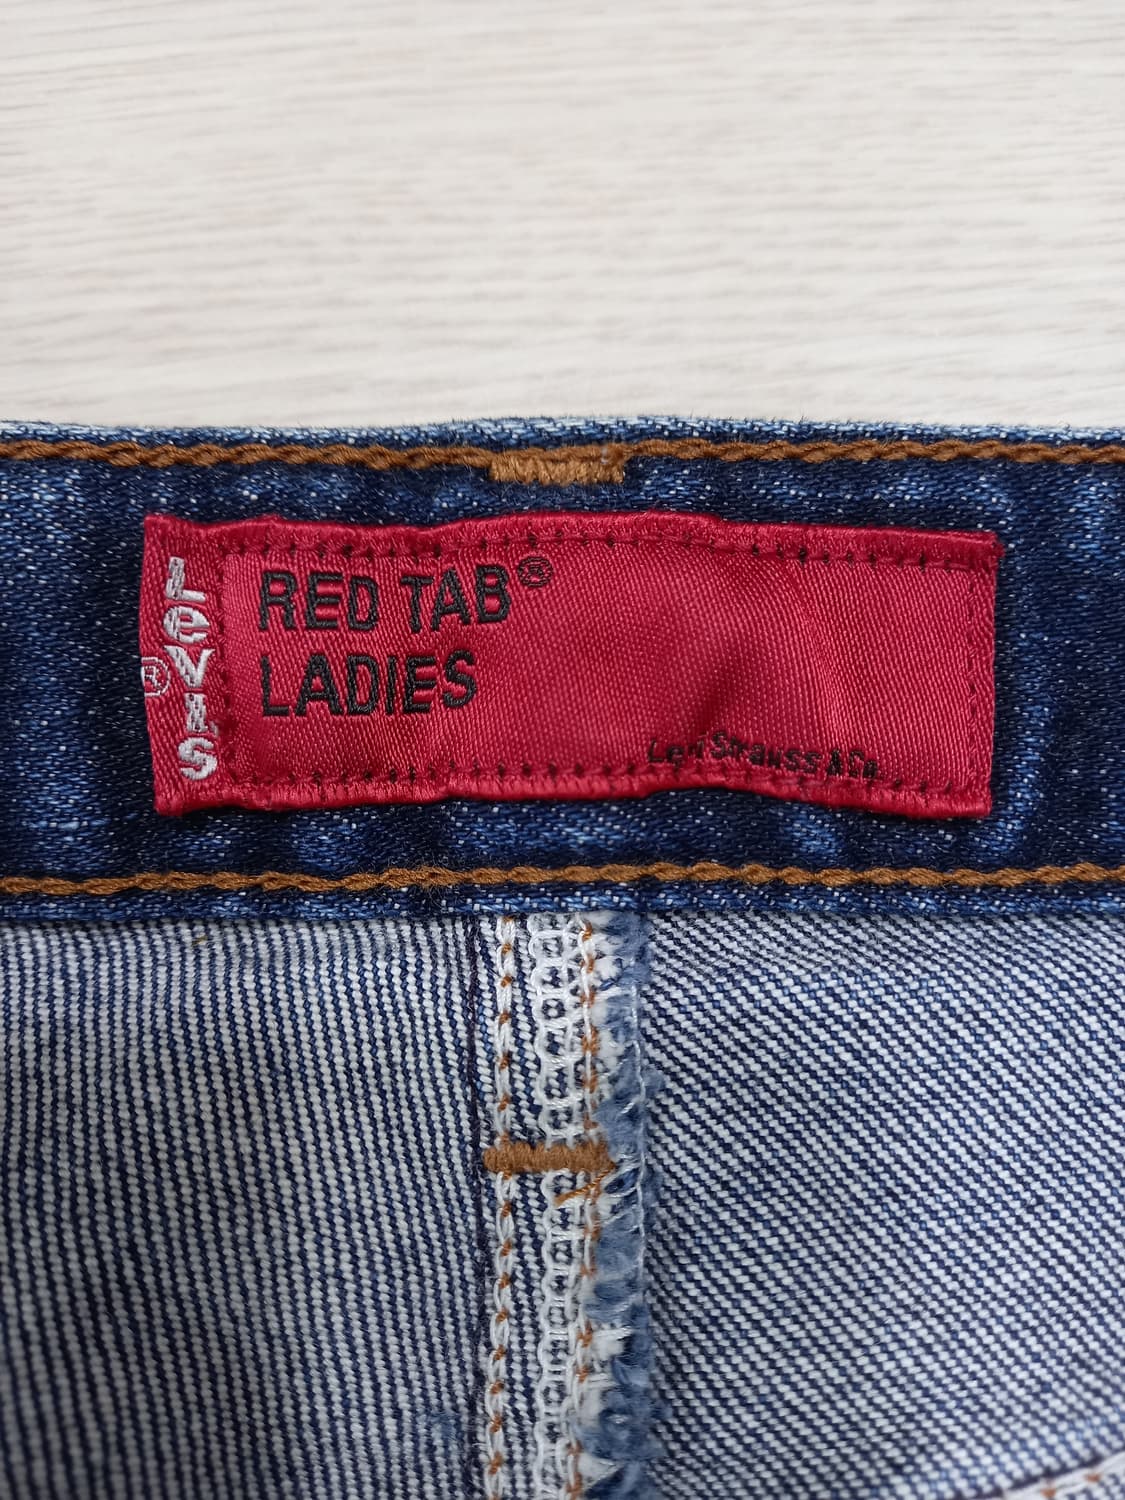 LEVI'S
®
RED TAB®
LADIES
Levi Strauss & Co